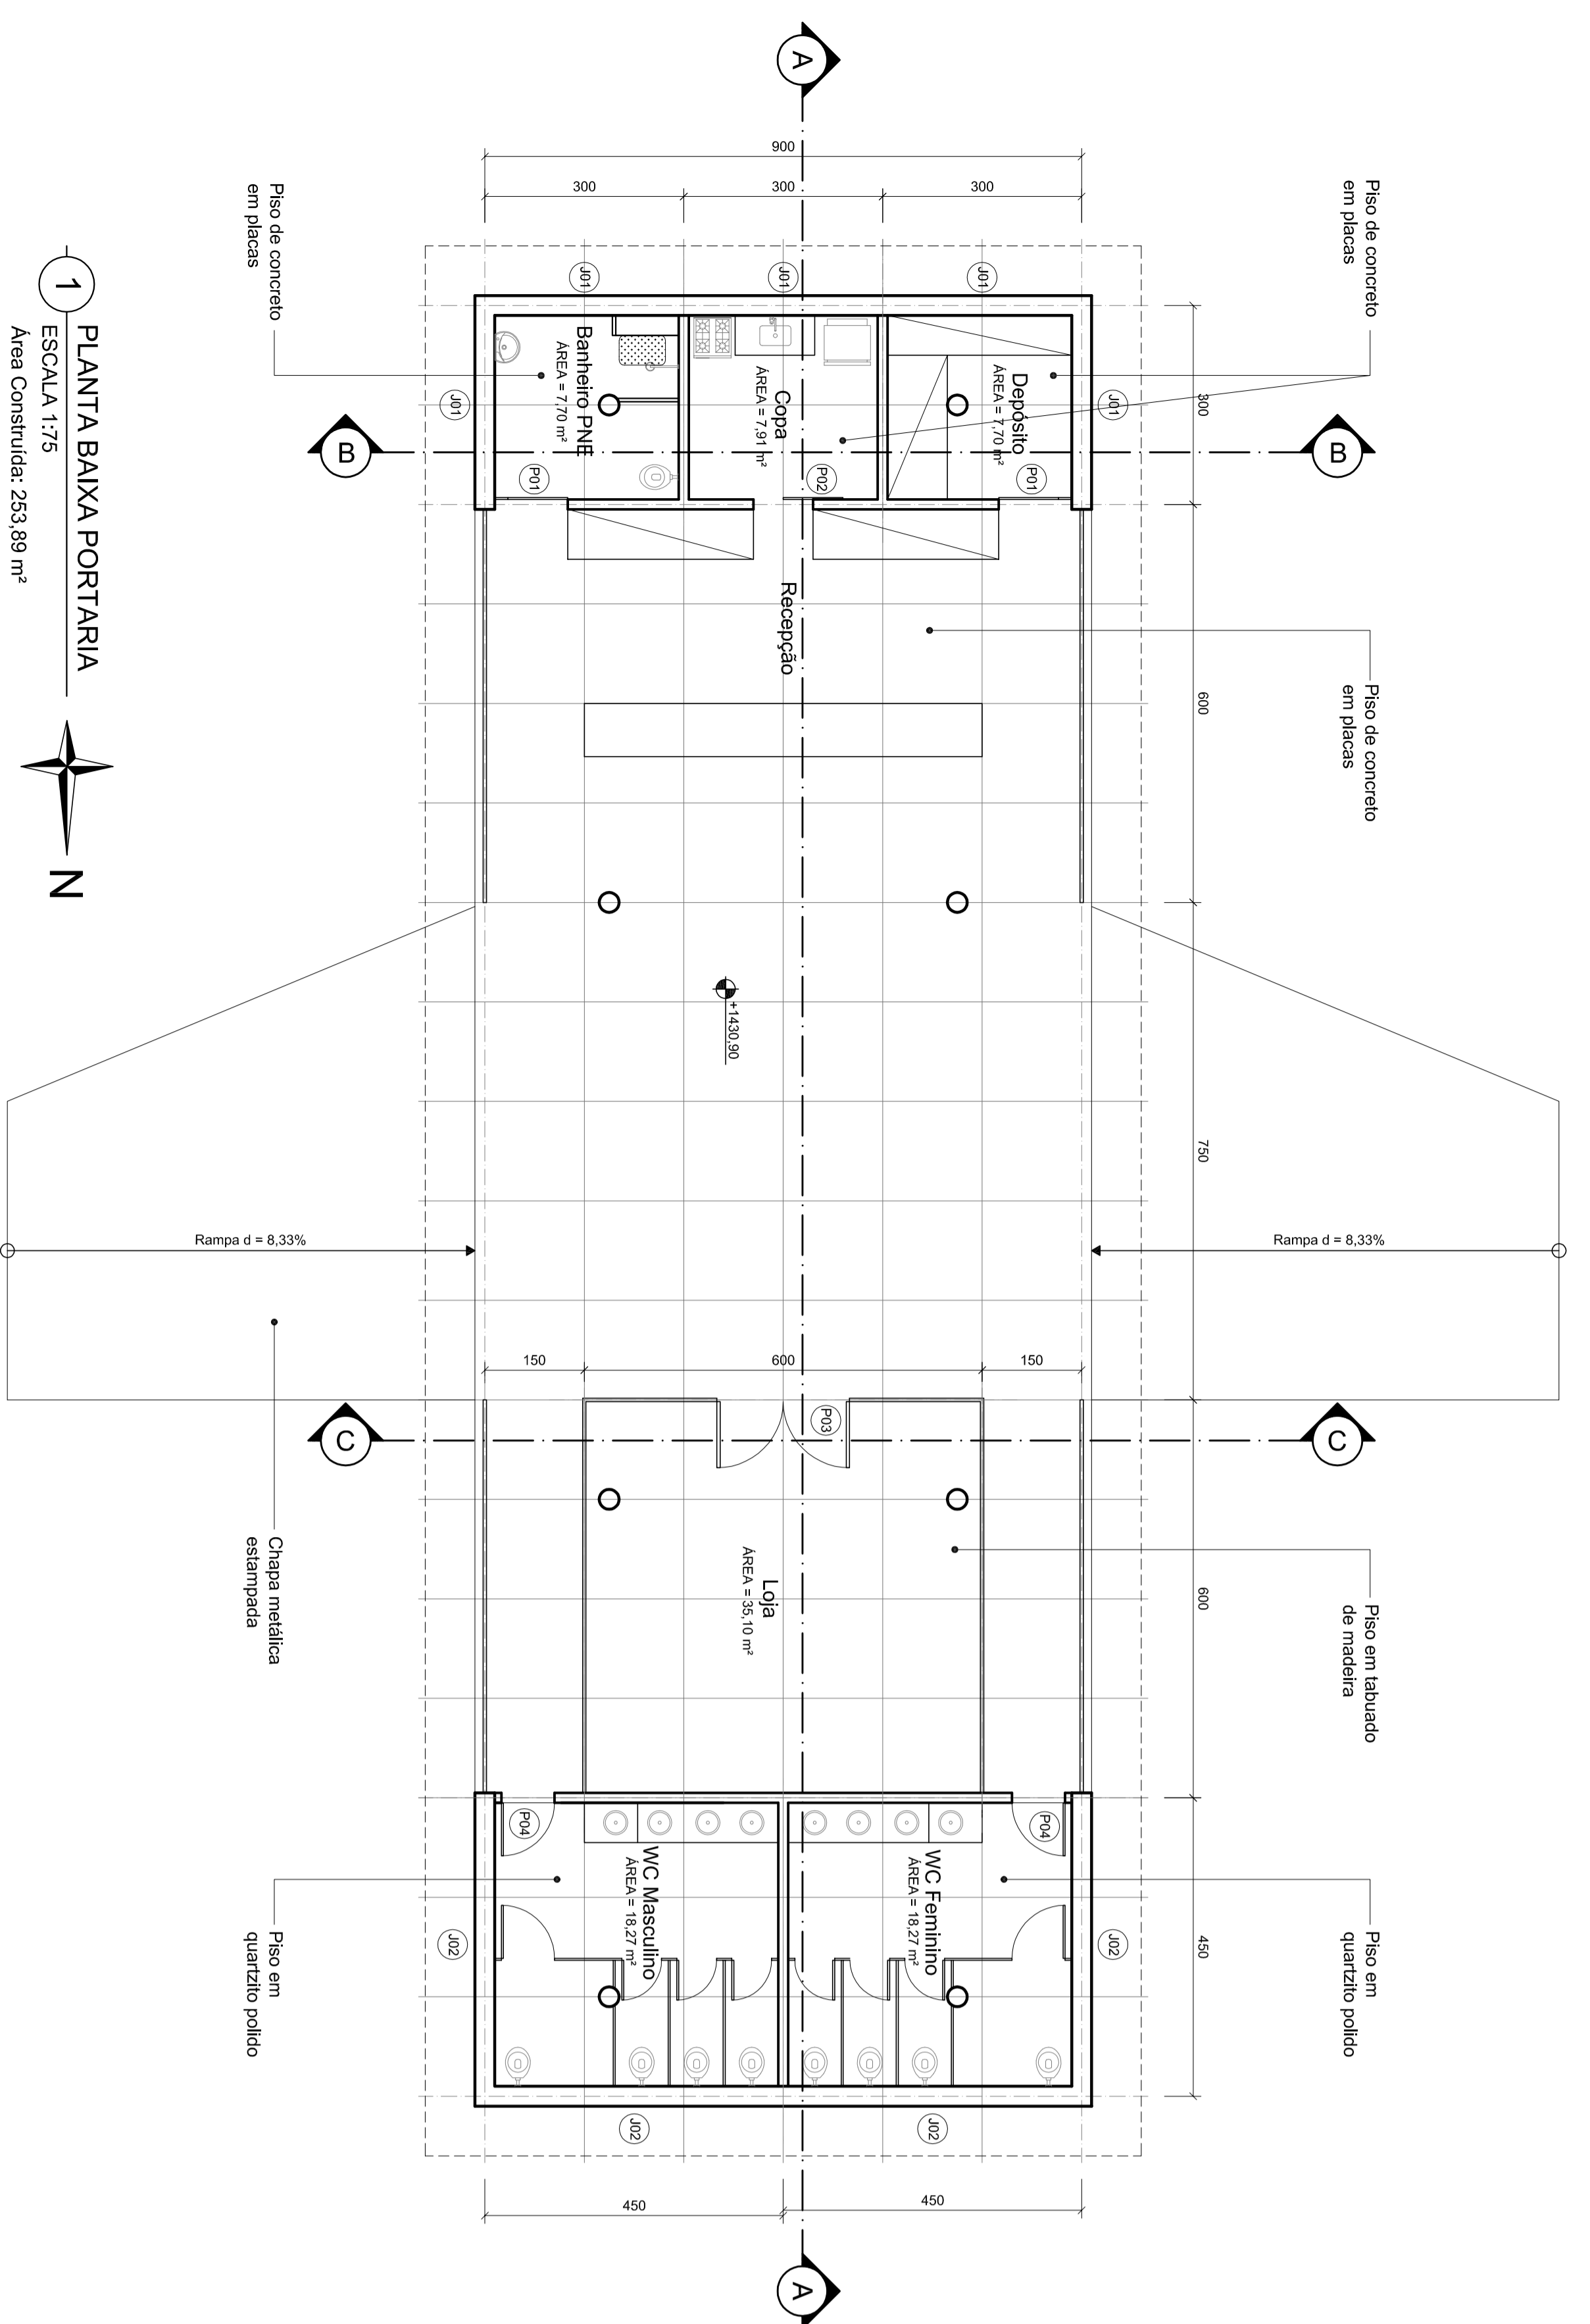 A
900
300
300
300
Piso de concreto
em placas
Piso de concreto
em placas
J01
J01
J01
Banheiro PNE
ÁREA = 7,70 m²
Copa
ÁREA = 7,91 m²
Depósito
ÁREA = 7,70 m²
J01
J01
300
B
B
P01
P02
P01
Recepção
Piso de concreto
em placas
600
+1430,90
750
Rampa d = 8,33%
Rampa d = 8,33%
150
600
150
P03
C
C
Chapa metálica
estampada
Loja
ÁREA = 35,10 m²
Piso em tabuado
de madeira
600
P04
P04
WC Masculino
ÁREA = 18,27 m²
WC Feminino
ÁREA = 18,27 m²
Piso em
quartzito polido
Piso em
quartzito polido
J02
J02
450
J02
J02
450
450
A
1
PLANTA BAIXA PORTARIA
ESCALA 1:75
Área Construída: 253,89 m²
N